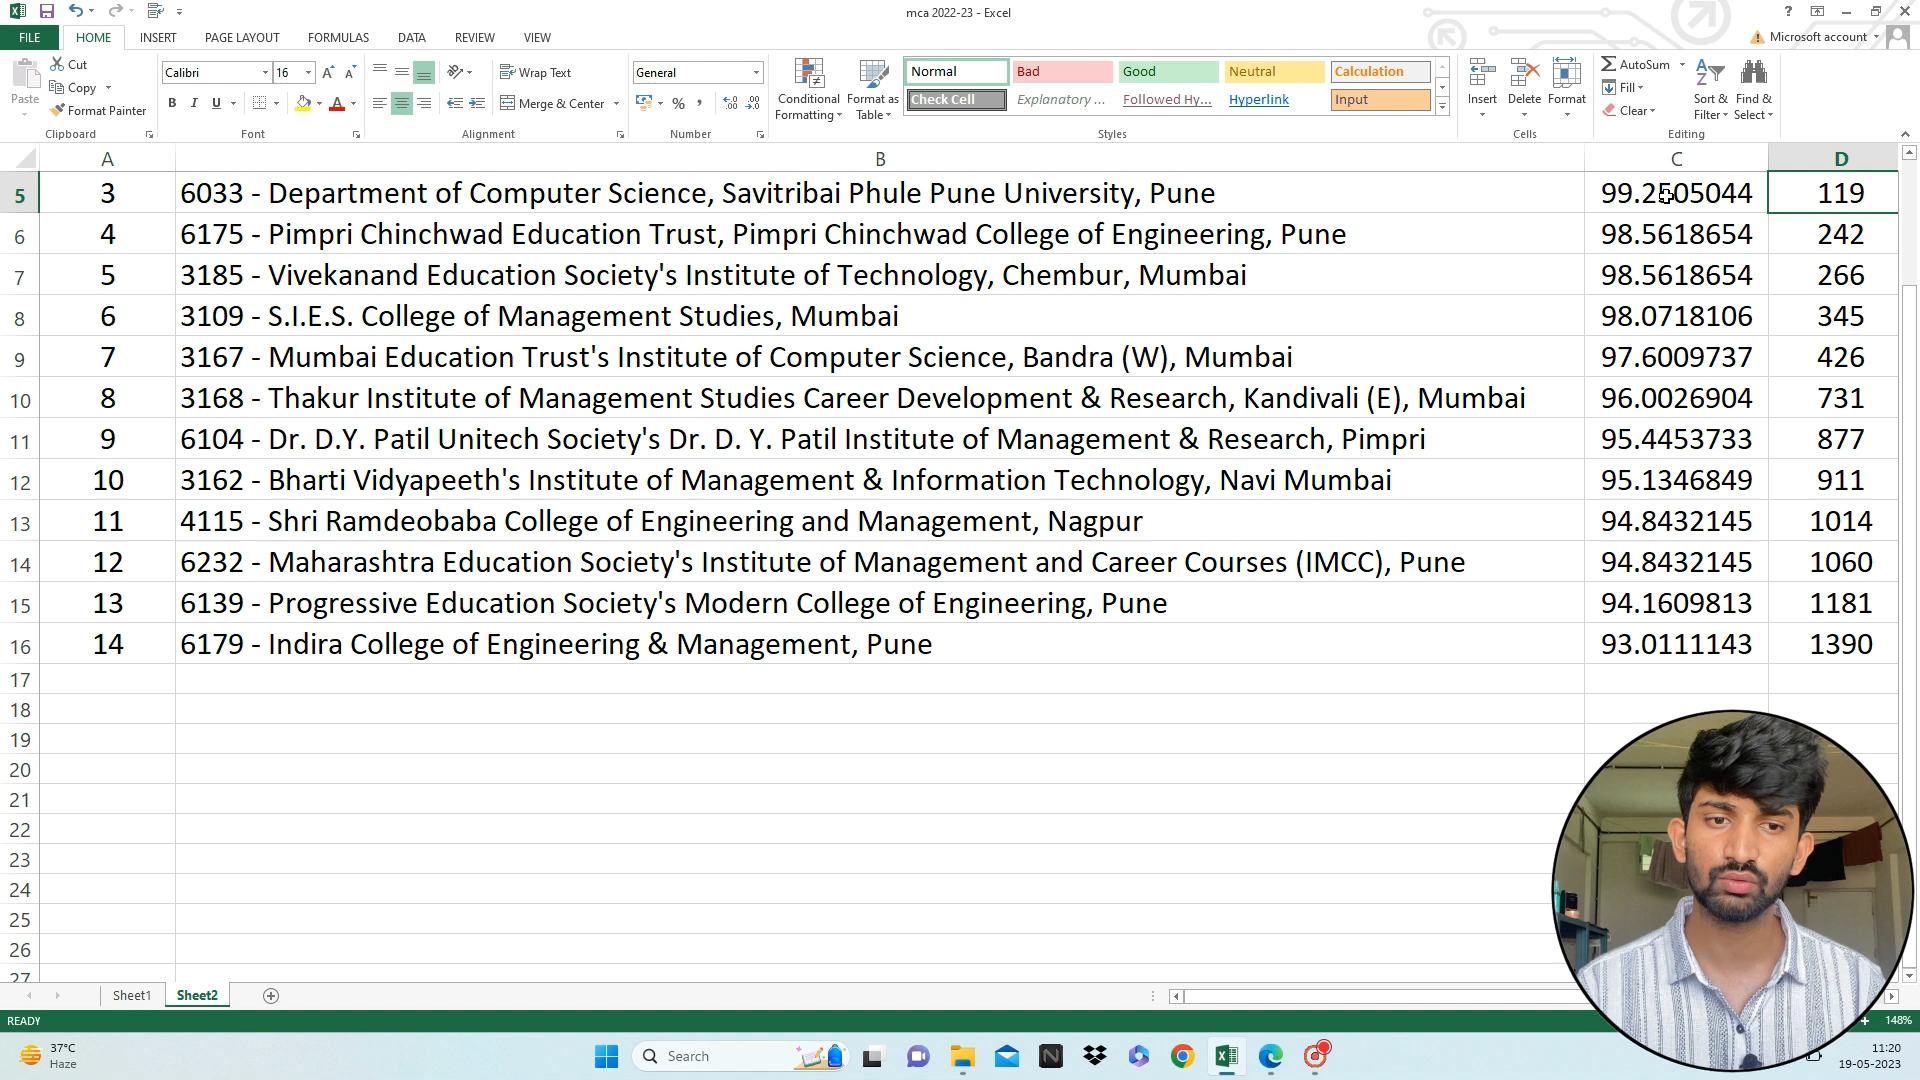 mca 2022-23 - Excel
FILE HOME INSERT PAGE LAYOUT FORMULAS DATA REVIEW VIEW Microsoft account
Paste Cut Copy Format Painter Clipboard
Calibri 16 B I U Font
Wrap Text Merge & Center Alignment
General % Number
Conditional Formatting Format as Table
Normal Bad Good Neutral Calculation
Check Cell Explanatory ... Followed Hy... Hyperlink Input
Styles
Insert Delete Format Cells
AutoSum Fill Clear Sort & Filter Find & Select Editing
A B C D
5 3 6033 - Department of Computer Science, Savitribai Phule Pune University, Pune 99.2505044 119
6 4 6175 - Pimpri Chinchwad Education Trust, Pimpri Chinchwad College of Engineering, Pune 98.5618654 242
7 5 3185 - Vivekanand Education Society's Institute of Technology, Chembur, Mumbai 98.5618654 266
8 6 3109 - S.I.E.S. College of Management Studies, Mumbai 98.0718106 345
9 7 3167 - Mumbai Education Trust's Institute of Computer Science, Bandra (W), Mumbai 97.6009737 426
10 8 3168 - Thakur Institute of Management Studies Career Development & Research, Kandivali (E), Mumbai 96.0026904 731
11 9 6104 - Dr. D.Y. Patil Unitech Society's Dr. D. Y. Patil Institute of Management & Research, Pimpri 95.4453733 877
12 10 3162 - Bharti Vidyapeeth's Institute of Management & Information Technology, Navi Mumbai 95.1346849 911
13 11 4115 - Shri Ramdeobaba College of Engineering and Management, Nagpur 94.8432145 1014
14 12 6232 - Maharashtra Education Society's Institute of Management and Career Courses (IMCC), Pune 94.8432145 1060
15 13 6139 - Progressive Education Society's Modern College of Engineering, Pune 94.1609813 1181
16 14 6179 - Indira College of Engineering & Management, Pune 93.0111143 1390
17
18
19
20
21
22
23
24
25
26
27
Sheet1 Sheet2
READY 148%
37°C Search 11:20
Haze 19-05-2023